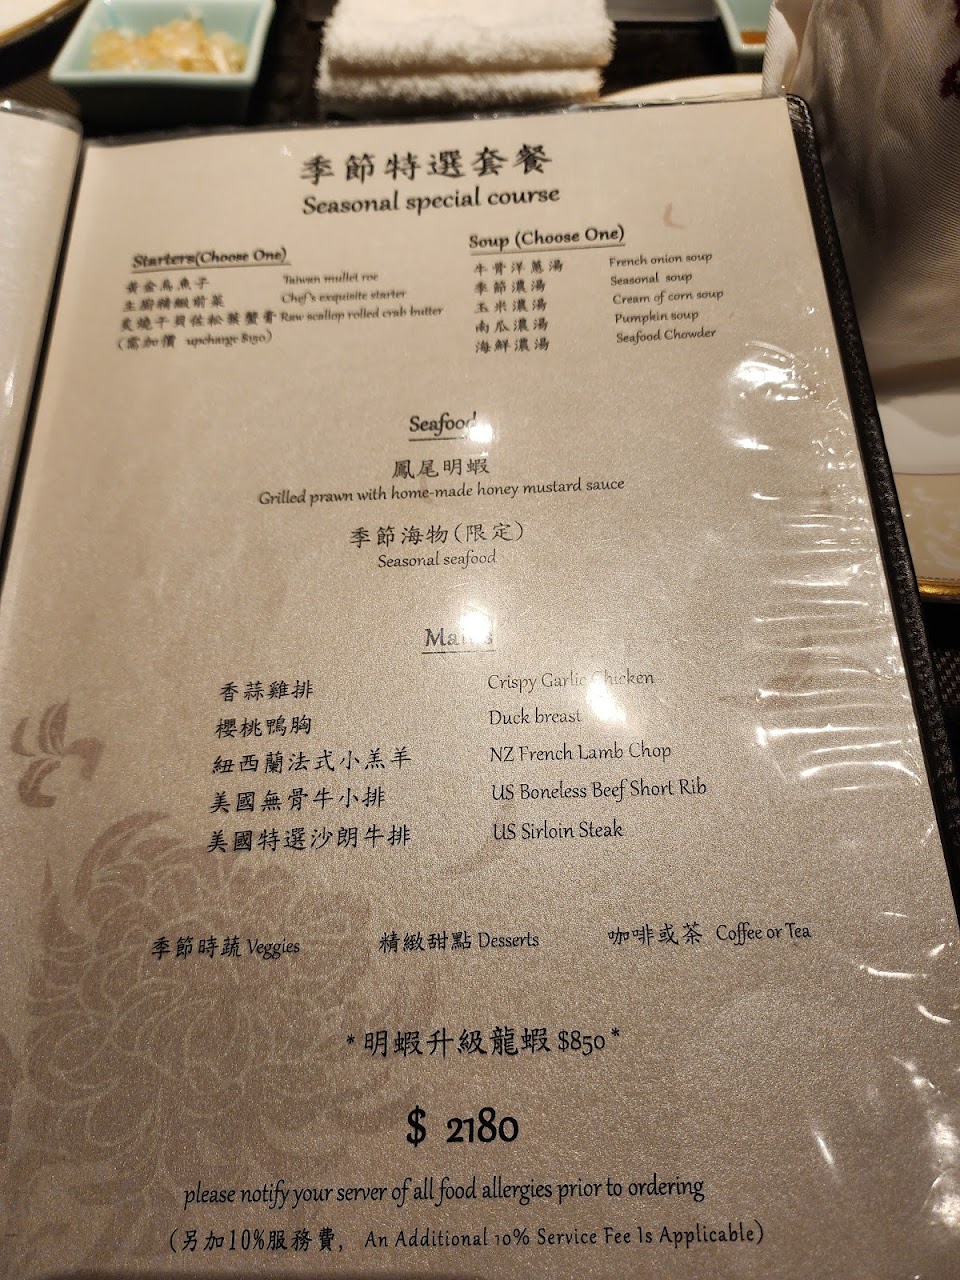 季節特選套餐
Seasonal special course
Starters(Choose One)
黃金烏魚子 Taiwan mullet roe
主廚精緻前菜 Chef's exquisite starter
炙燒干貝佐松葉蟹膏 Raw scallop rolled crab butter
(需加價 upcharge $150)
Soup (Choose One)
牛骨洋蔥湯 French onion soup
季節濃湯 Seasonal soup
玉米濃湯 Cream of corn soup
南瓜濃湯 Pumpkin soup
海鮮濃湯 Seafood Chowder
Seafood
鳳尾明蝦
Grilled prawn with home-made honey mustard sauce
季節海物(限定)
Seasonal seafood
Mains
香蒜雞排 Crispy Garlic Chicken
櫻桃鴨胸 Duck breast
紐西蘭法式小羔羊 NZ French Lamb Chop
美國無骨牛小排 US Boneless Beef Short Rib
美國特選沙朗牛排 US Sirloin Steak
季節時蔬 Veggies 精緻甜點 Desserts 咖啡或茶 Coffee or Tea
*明蝦升級龍蝦 $850*
$ 2180
please notify your server of all food allergies prior to ordering
(另加10%服務費, An Additional 10% Service Fee Is Applicable)